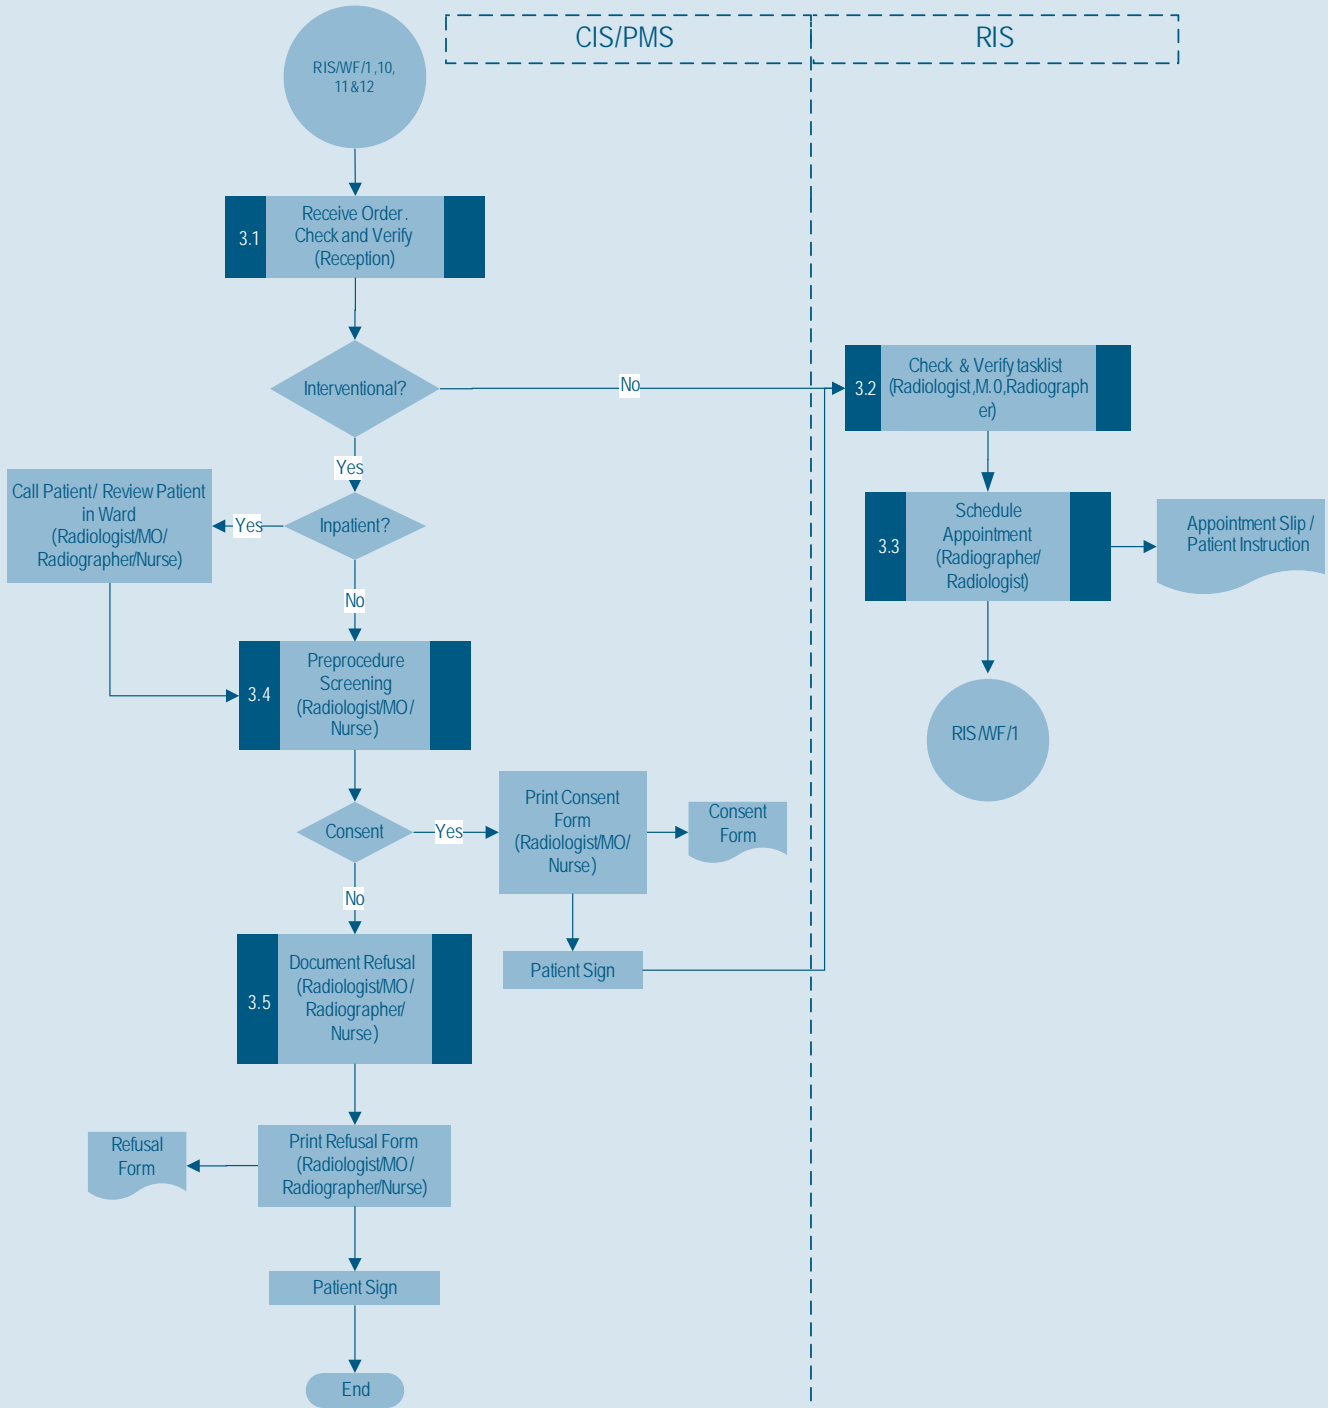 CIS/PMS
RIS
RIS/WF/1,10,
11 &12
3.1
Receive Order.
Check and Verify
(Reception)
Interventional?
No
3.2
Check & Verify tasklist
(Radiologist,M.0,Radiograph
er)
Yes
Call Patient/ Review Patient
in Ward
(Radiologist/MO/
Radiographer/Nurse)
Yes
Inpatient?
3.3
Schedule
Appointment
(Radiographer/
Radiologist)
Appointment Slip /
Patient Instruction
No
3.4
Preprocedure
Screening
(Radiologist/MO/
Nurse)
RIS/WF/1
Consent
Yes
Print Consent
Form
(Radiologist/MO/
Nurse)
Consent
Form
No
3.5
Document Refusal
(Radiologist/MO/
Radiographer/
Nurse)
Patient Sign
Refusal
Form
Print Refusal Form
(Radiologist/MO/
Radiographer/Nurse)
Patient Sign
End